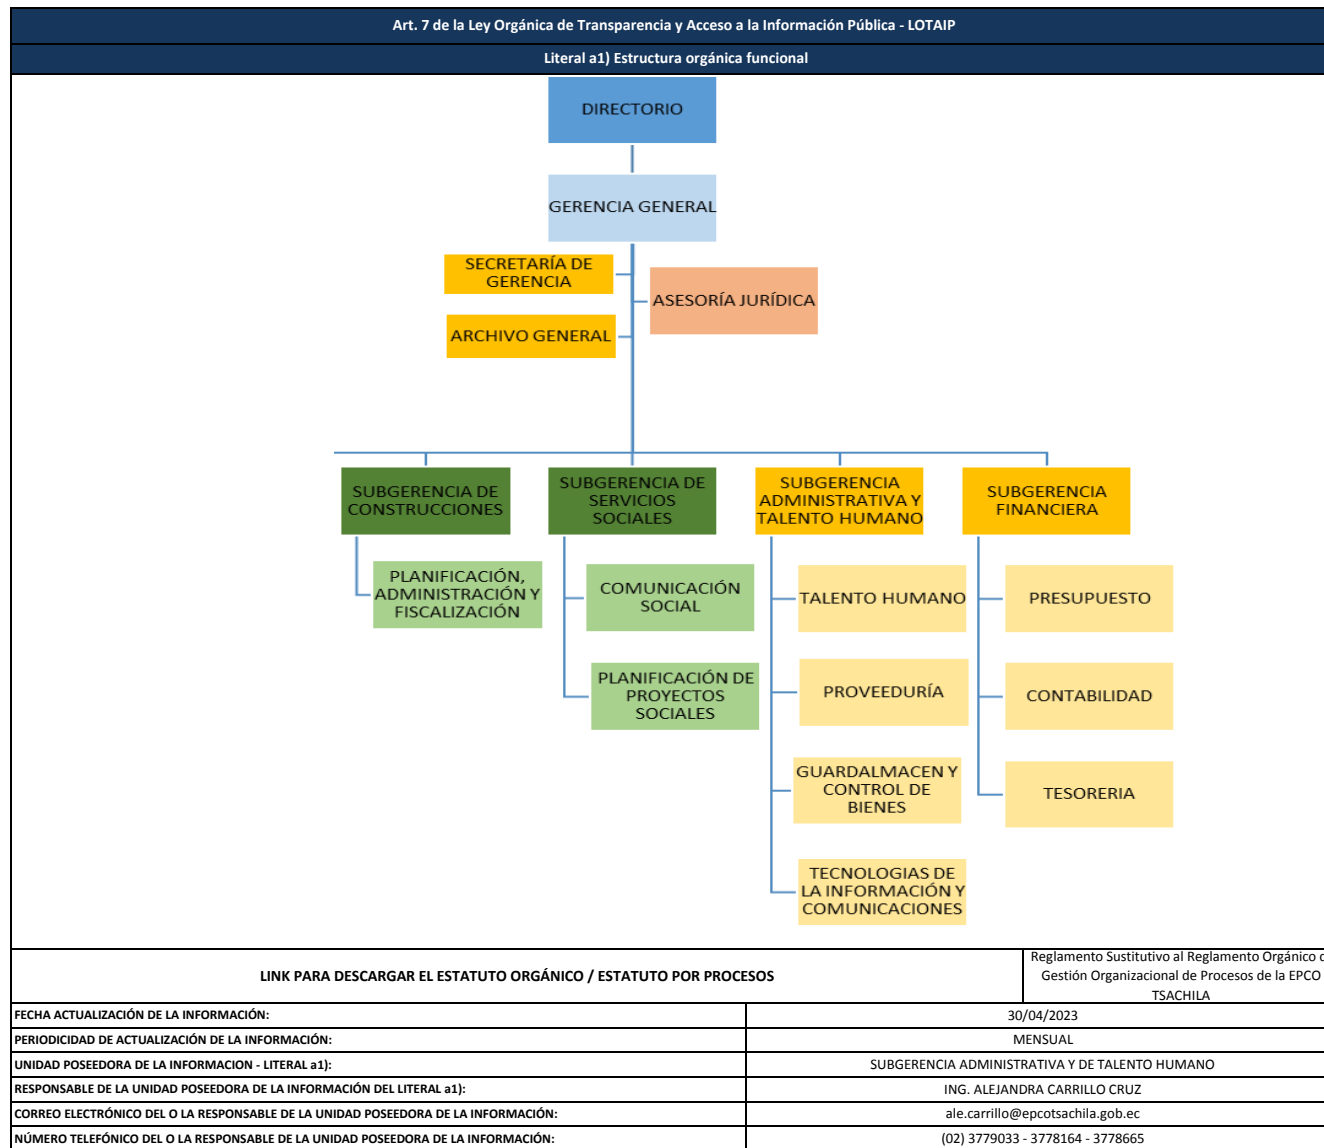 Art. 7 de la Ley Orgánica de Transparencia y Acceso a la Información Pública - LOTAIP
Literal a1) Estructura orgánica funcional
DIRECTORIO
GERENCIA GENERAL
SECRETARÍA DE
GERENCIA
ASESORÍA JURÍDICA
ARCHIVO GENERAL
SUBGERENCIA DE
CONSTRUCCIONES
SUBGERENCIA DE
SERVICIOS
SOCIALES
SUBGERENCIA
ADMINISTRATIVA Y
TALENTO HUMANO
SUBGERENCIA
FINANCIERA
PLANIFICACIÓN,
ADMINISTRACIÓN Y
FISCALIZACIÓN
COMUNICACIÓN
SOCIAL
TALENTO HUMANO
PRESUPUESTO
PLANIFICACIÓN DE
PROYECTOS
SOCIALES
PROVEEDURÍA
CONTABILIDAD
GUARDALMACEN Y
CONTROL DE
BIENES
TESORERIA
TECNOLOGIAS DE
LA INFORMACIÓN Y
COMUNICACIONES
LINK PARA DESCARGAR EL ESTATUTO ORGÁNICO / ESTATUTO POR PROCESOS
Reglamento Sustitutivo al Reglamento Orgánico
Gestión Organizacional de Procesos de la EPCO
TSACHILA
FECHA ACTUALIZACIÓN DE LA INFORMACIÓN:
30/04/2023
PERIODICIDAD DE ACTUALIZACIÓN DE LA INFORMACIÓN:
MENSUAL
UNIDAD POSEEDORA DE LA INFORMACION - LITERAL a1):
SUBGERENCIA ADMINISTRATIVA Y DE TALENTO HUMANO
RESPONSABLE DE LA UNIDAD POSEEDORA DE LA INFORMACIÓN DEL LITERAL a1):
ING. ALEJANDRA CARRILLO CRUZ
CORREO ELECTRÓNICO DEL O LA RESPONSABLE DE LA UNIDAD POSEEDORA DE LA INFORMACIÓN:
ale.carrillo@epcotsachila.gob.ec
NÚMERO TELEFÓNICO DEL O LA RESPONSABLE DE LA UNIDAD POSEEDORA DE LA INFORMACIÓN:
(02) 3779033 - 3778164 - 3778665